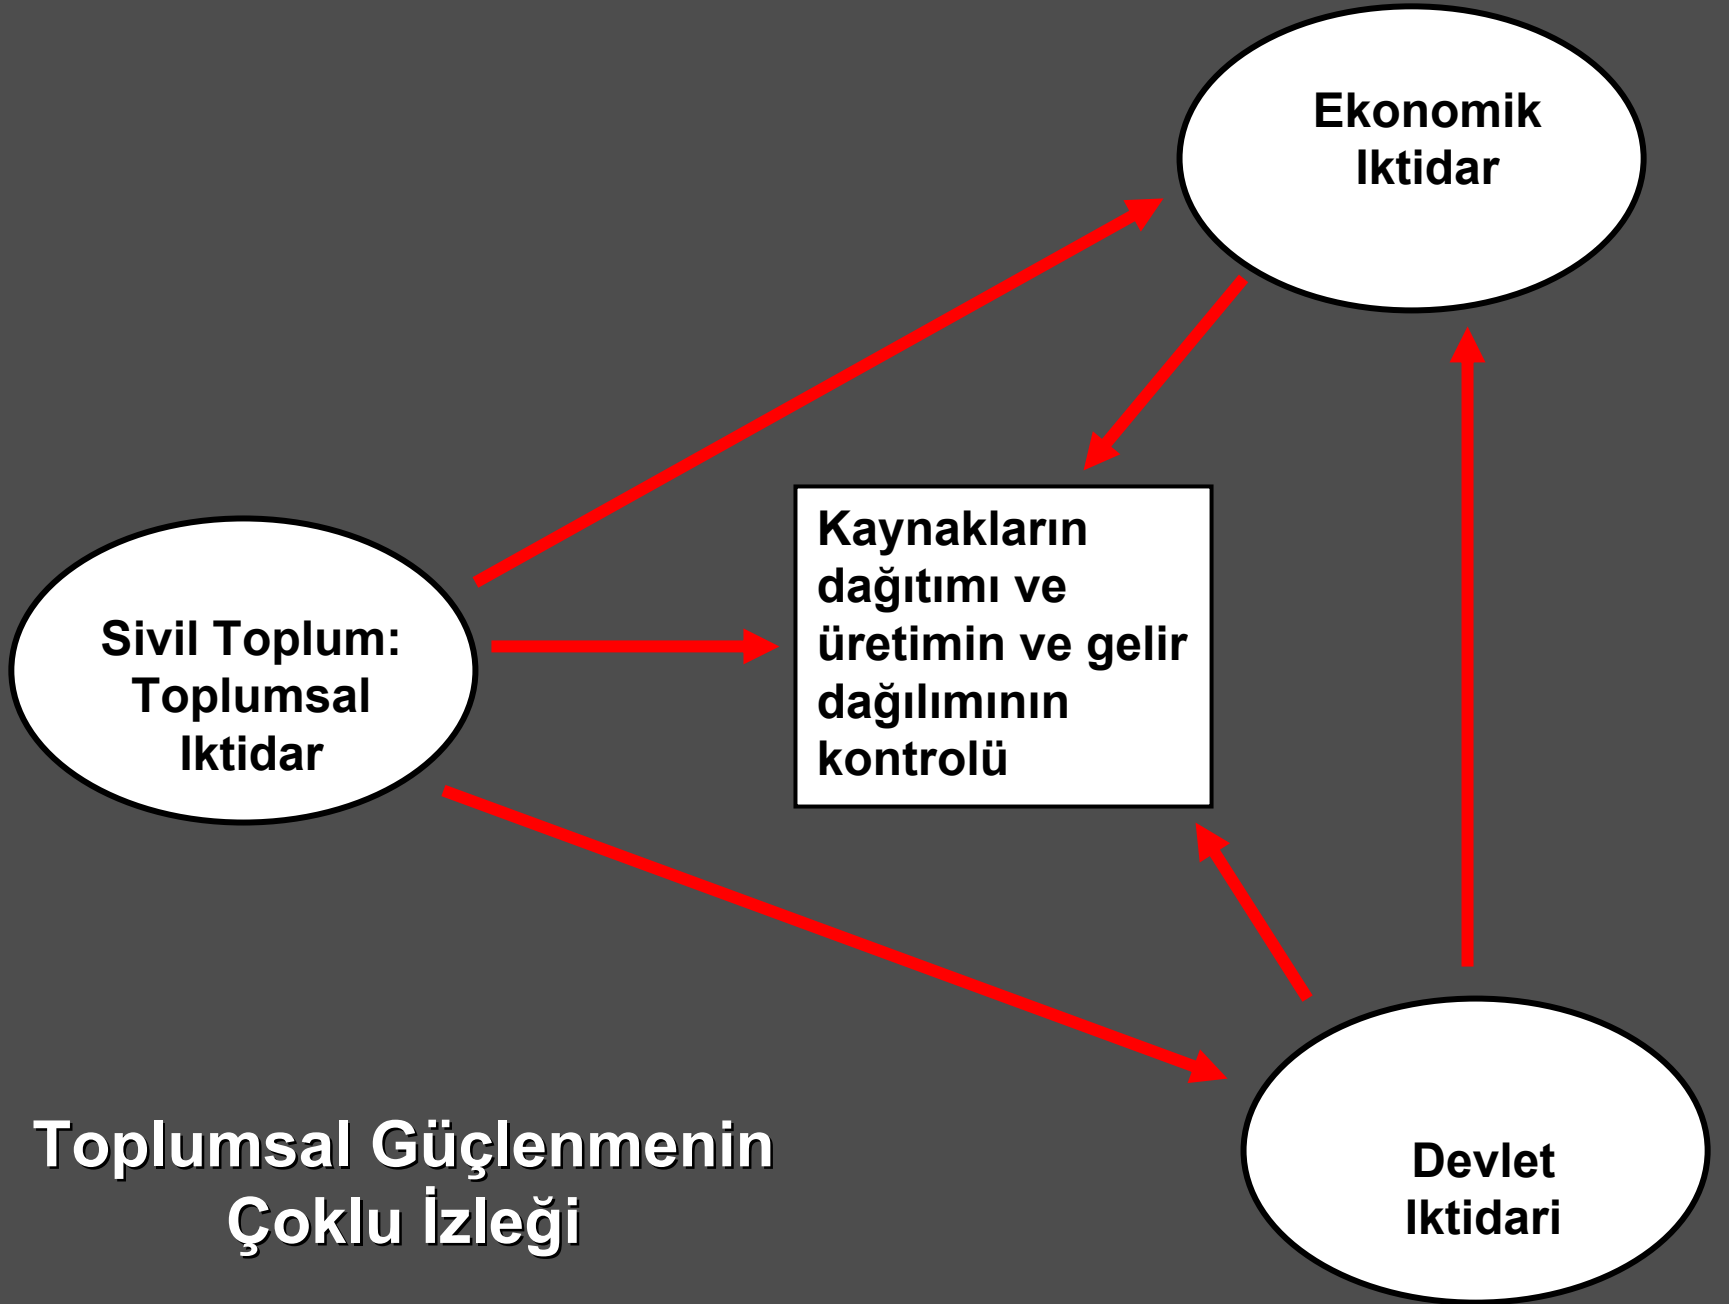 Ekonomik
Iktidar
Kaynakların
dağıtımı ve
üretimin ve gelir
dağılımının
kontrolü
Sivil Toplum:
Toplumsal
Iktidar
Toplumsal Güçlenmenin
Çoklu İzleği
Devlet
Iktidari